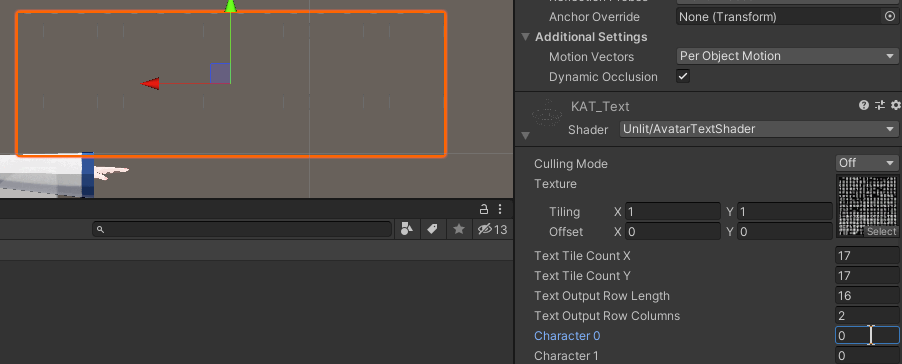 Anchor Override None (Transform)
Additional Settings
Motion Vectors Per Object Motion
Dynamic Occlusion
KAT_Text
Shader Unlit/AvatarTextShader
Culling Mode Off
Texture
Tiling X 1 Y 1
Offset X 0 Y 0
Select
13
Text Tile Count X 17
Text Tile Count Y 17
Text Output Row Length 16
Text Output Row Columns 2
Character 0 0
Character 1 0